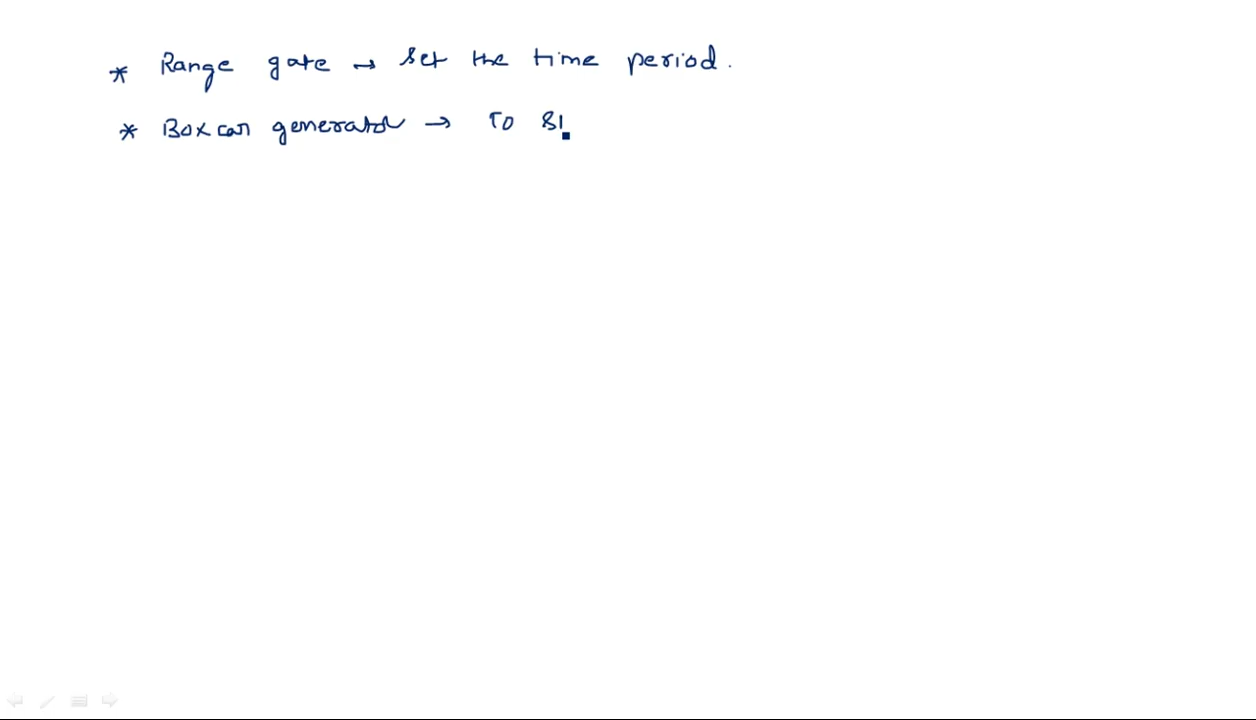 * Range gate → set the time period.
* Boxcar generator → To